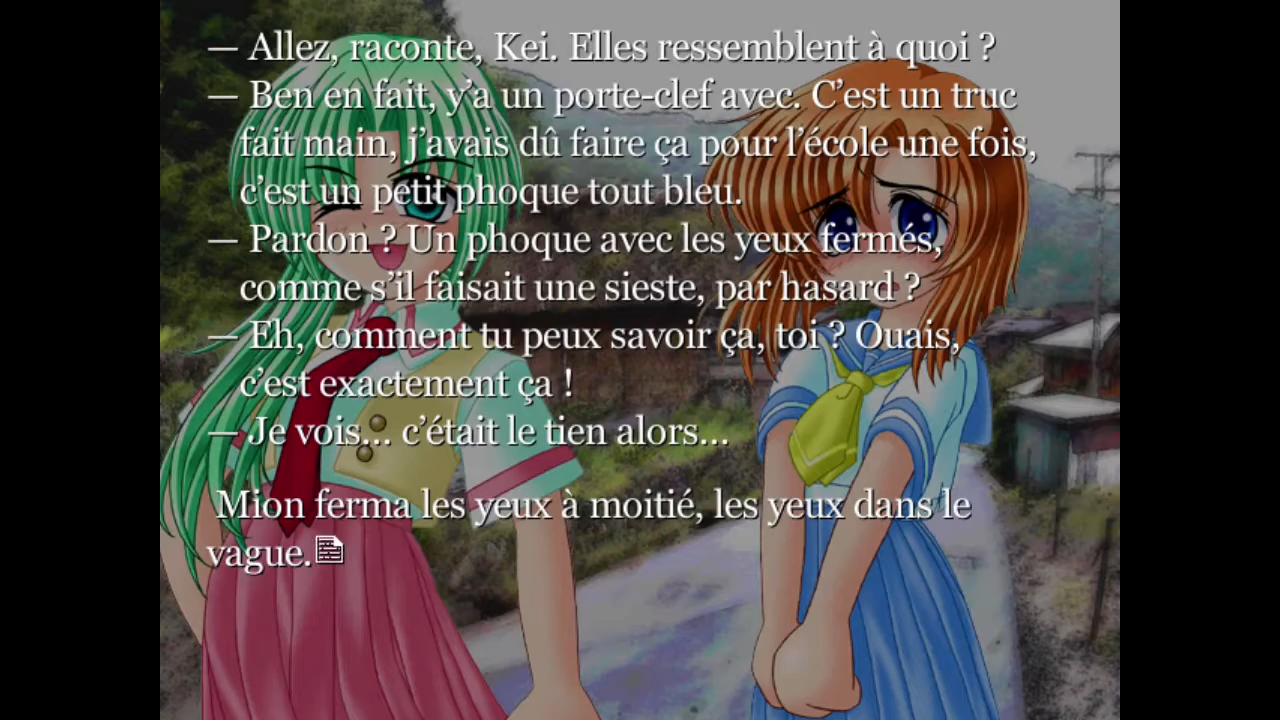 — Allez, raconte, Kei. Elles ressemblent à quoi ?
— Ben en fait, y’a un porte-clef avec. C’est un truc
fait main, j’avais dû faire ça pour l’école une fois,
c’est un petit phoque tout bleu.
— Pardon ? Un phoque avec les yeux fermés,
comme s’il faisait une sieste, par hasard ?
— Eh, comment tu peux savoir ça, toi ? Ouais,
c’est exactement ça !
— Je vois… c’était le tien alors…
Mion ferma les yeux à moitié, les yeux dans le
vague.